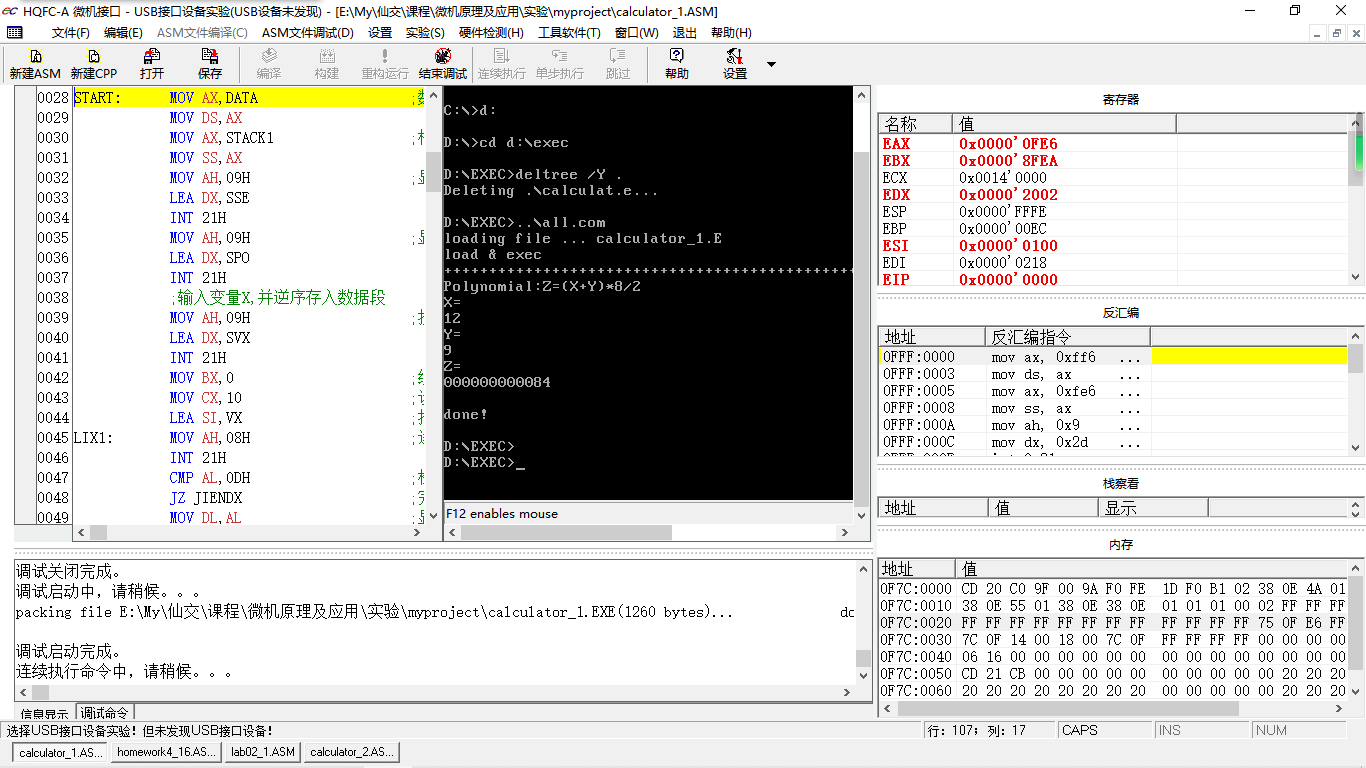 HQFC-A 微机接口 - USB接口设备实验(USB设备未发现) - [E:\My\仙交\课程\微机原理及应用\实验\myproject\calculator_1.ASM]
文件(F) 编辑(E) ASM文件编译(C) ASM文件调试(D) 设置 实验(S) 硬件检测(H) 工具软件(T) 窗口(W) 退出 帮助(H)
新建ASM 新建CPP 打开 保存 编译 构建 重构运行 结束调试 连续执行 单步执行 跳过 帮助 设置
0028 START: MOV AX,DATA
0029 MOV DS,AX
0030 MOV AX,STACK1
0031 MOV SS,AX
0032 MOV AH,09H
0033 LEA DX,SSE
0034 INT 21H
0035 MOV AH,09H
0036 LEA DX,SPO
0037 INT 21H
0038 ;输入变量X,并逆序存入数据段
0039 MOV AH,09H
0040 LEA DX,SVX
0041 INT 21H
0042 MOV BX,0
0043 MOV CX,10
0044 LEA SI,VX
0045 LIX1: MOV AH,08H
0046 INT 21H
0047 CMP AL,0DH
0048 JZ JIENDX
0049 MOV DL,AL
C:\>d:
D:\>cd d:\exec
D:\EXEC>deltree /Y .
Deleting .\calculat.e...
D:\EXEC>..\all.com
loading file ... calculator_1.E
load & exec
++++++++++++++++++++++++++++++++++++++++++++++
Polynomial:Z=(X+Y)*8/2
X=
12
Y=
9
Z=
000000000084
done!
D:\EXEC>
D:\EXEC>_
F12 enables mouse
寄存器
名称 值
EAX 0x0000'0FE6
EBX 0x0000'8FEA
ECX 0x0014'0000
EDX 0x0000'2002
ESP 0x0000'FFFE
EBP 0x0000'00EC
ESI 0x0000'0100
EDI 0x0000'0218
EIP 0x0000'0000
反汇编
地址 反汇编指令
0FFF:0000 mov ax, 0xff6 ...
0FFF:0003 mov ds, ax ...
0FFF:0005 mov ax, 0xfe6 ...
0FFF:0008 mov ss, ax ...
0FFF:000A mov ah, 0x9 ...
0FFF:000C mov dx, 0x2d ...
栈察看
地址 值 显示
内存
地址 值
0F7C:0000 CD 20 C0 9F 00 9A F0 FE 1D F0 B1 02 38 0E 4A 01
0F7C:0010 38 0E 55 01 38 0E 38 0E 01 01 01 00 02 FF FF FF
0F7C:0020 FF FF FF FF FF FF FF FF FF FF FF FF 75 0F E6 FF
0F7C:0030 7C 0F 14 00 18 00 7C 0F FF FF FF FF 00 00 00 00
0F7C:0040 06 16 00 00 00 00 00 00 00 00 00 00 00 00 00 00
0F7C:0050 CD 21 CB 00 00 00 00 00 00 00 00 00 00 20 20 20
0F7C:0060 20 20 20 20 20 20 20 20 20 20 20 20 20 20 20 20
调试关闭完成。
调试启动中，请稍候。。。
packing file E:\My\仙交\课程\微机原理及应用\实验\myproject\calculator_1.EXE(1260 bytes)... do
调试启动完成。
连续执行命令中，请稍候。。。
信息显示 调试命令
选择USB接口设备实验！但未发现USB接口设备！ 行：107；列：17 CAPS INS NUM
calculator_1.AS... homework4_16.AS... lab02_1.ASM calculator_2.AS...